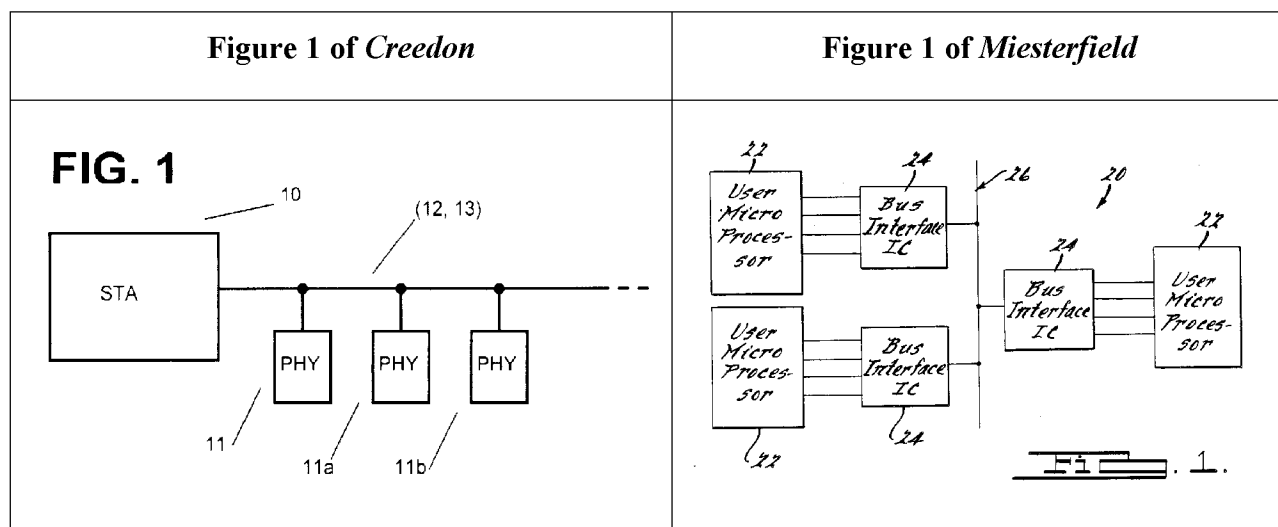 Figure 1 of Creedon
Figure 1 of Miesterfield
FIG. 1
10
(12, 13)
STA
PHY
PHY
PHY
11
11a
11b
22
24
26
20
User
Micro
Proces-
sor
Bus
Interface
IC
22
24
Bus
Interface
IC
User
Micro
Proces-
sor
User
Micro
Proces-
sor
Bus
Interface
IC
24
22
Fig. 1.